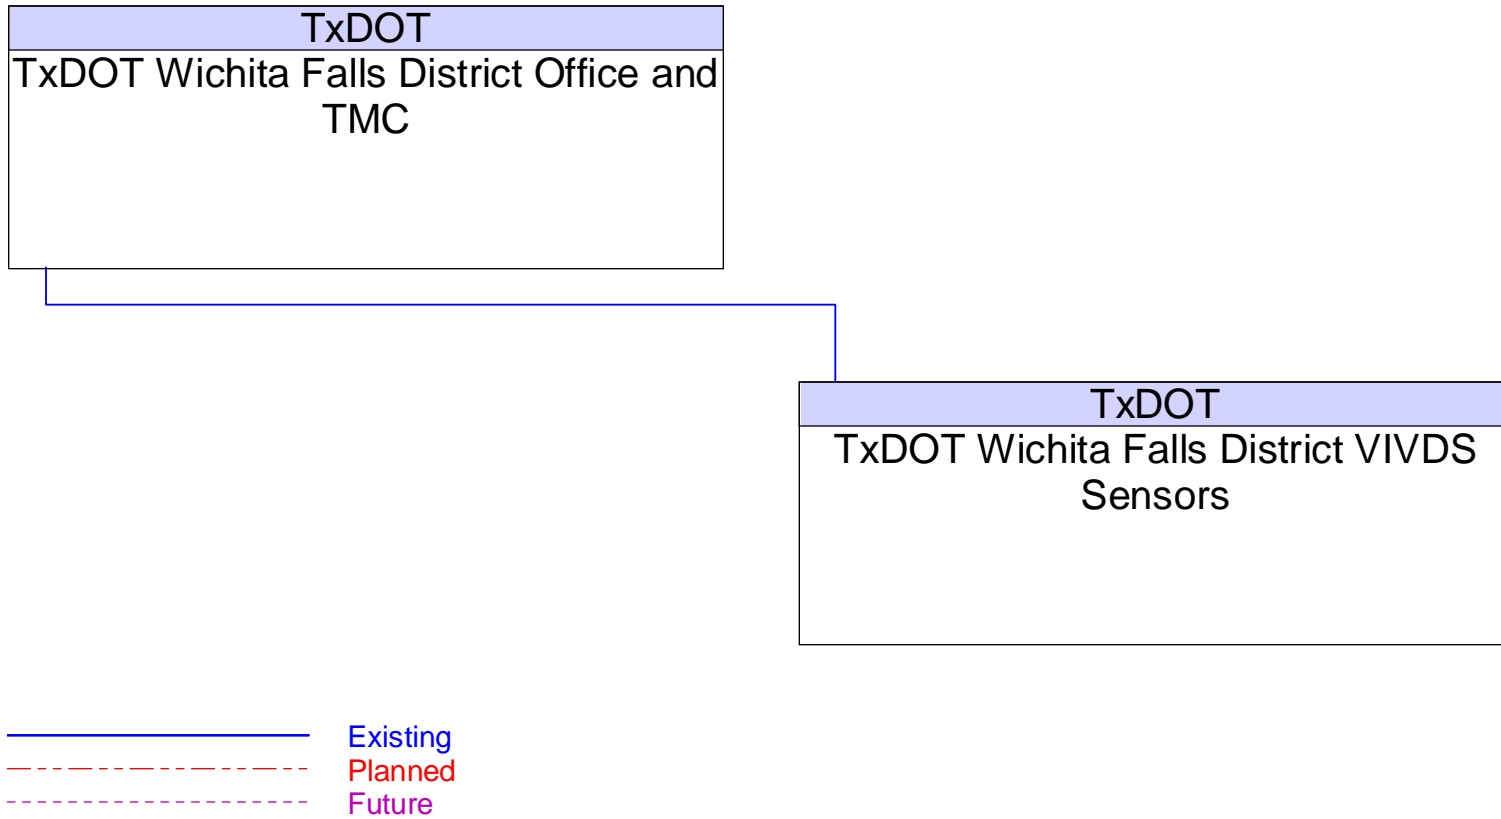 TxDOT
TxDOT Wichita Falls District Office and
TMC
TxDOT
TxDOT Wichita Falls District VIVDS
Sensors
Existing
Planned
Future